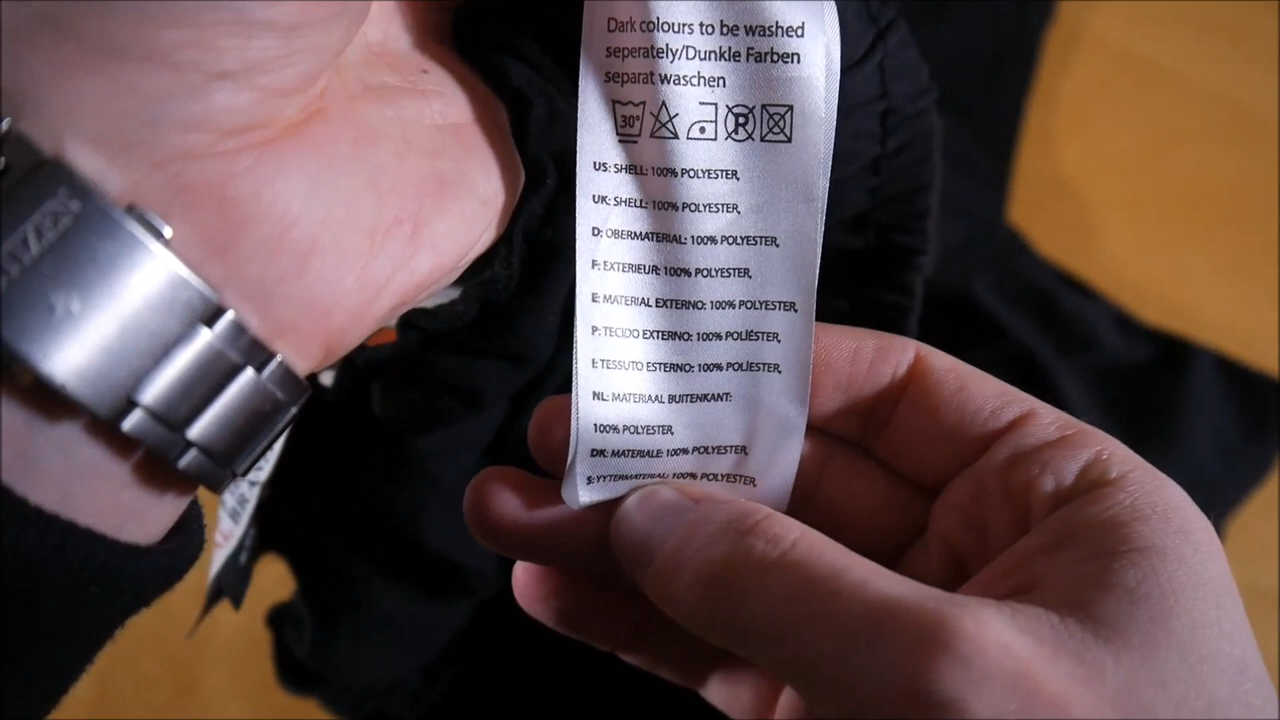 Dark colours to be washed
seperately/Dunkle Farben
separat waschen
30° P
US: SHELL: 100% POLYESTER,
UK: SHELL: 100% POLYESTER,
D: OBERMATERIAL: 100% POLYESTER,
F: EXTERIEUR: 100% POLYESTER,
E: MATERIAL EXTERNO: 100% POLYESTER,
P: TECIDO EXTERNO: 100% POLIÉSTER,
I: TESSUTO ESTERNO: 100% POLÍESTER,
NL: MATERIAAL BUITENKANT:
100% POLYESTER,
DK: MATERIALE: 100% POLYESTER,
S: YYTERMATERIAL: 100% POLYESTER,